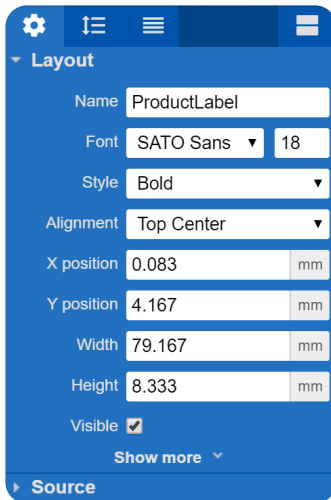 Layout
Name ProductLabel
Font SATO Sans 18
Style Bold
Alignment Top Center
X position 0.083 mm
Y position 4.167 mm
Width 79.167 mm
Height 8.333 mm
Visible
Show more
Source